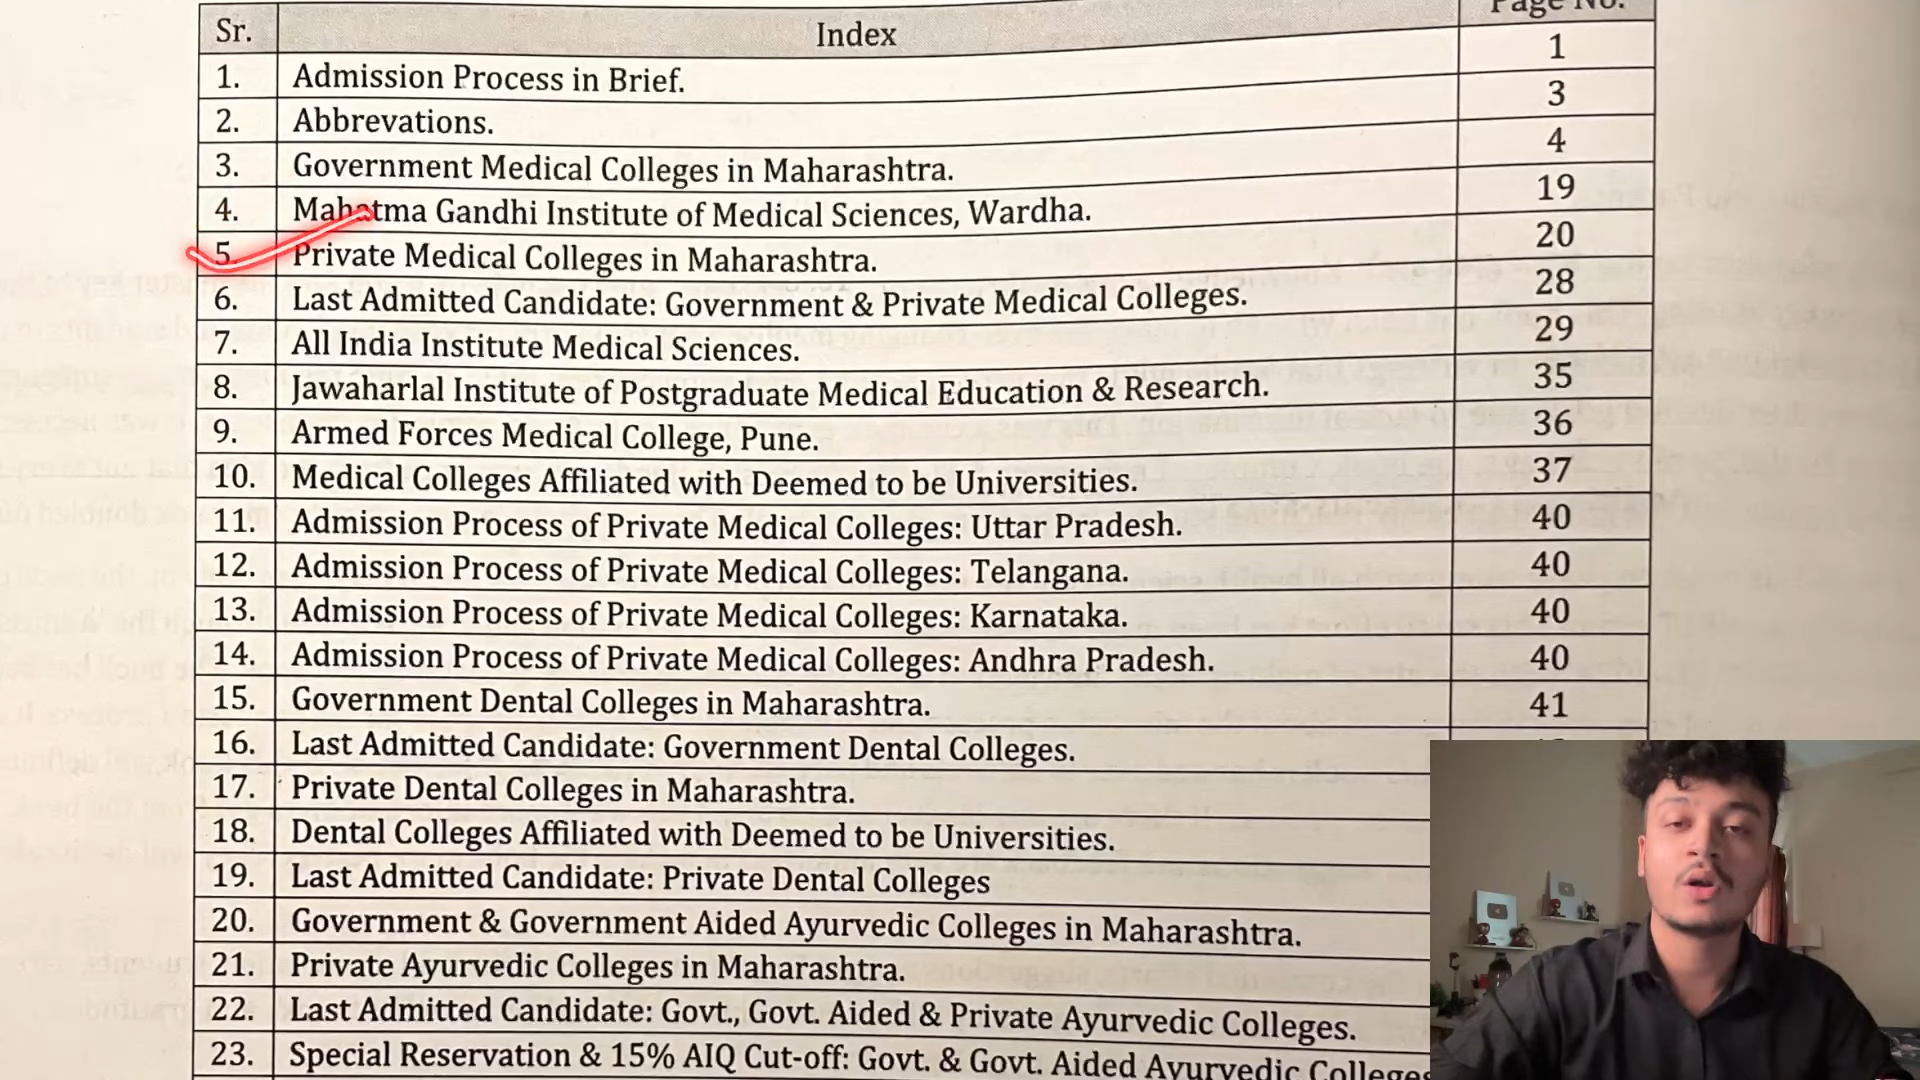 Sr. Index Page No.
1. Admission Process in Brief. 1
2. Abbrevations. 3
3. Government Medical Colleges in Maharashtra. 4
4. Mahatma Gandhi Institute of Medical Sciences, Wardha. 19
5. Private Medical Colleges in Maharashtra. 20
6. Last Admitted Candidate: Government & Private Medical Colleges. 28
7. All India Institute Medical Sciences. 29
8. Jawaharlal Institute of Postgraduate Medical Education & Research. 35
9. Armed Forces Medical College, Pune. 36
10. Medical Colleges Affiliated with Deemed to be Universities. 37
11. Admission Process of Private Medical Colleges: Uttar Pradesh. 40
12. Admission Process of Private Medical Colleges: Telangana. 40
13. Admission Process of Private Medical Colleges: Karnataka. 40
14. Admission Process of Private Medical Colleges: Andhra Pradesh. 40
15. Government Dental Colleges in Maharashtra. 41
16. Last Admitted Candidate: Government Dental Colleges.
17. Private Dental Colleges in Maharashtra.
18. Dental Colleges Affiliated with Deemed to be Universities.
19. Last Admitted Candidate: Private Dental Colleges
20. Government & Government Aided Ayurvedic Colleges in Maharashtra.
21. Private Ayurvedic Colleges in Maharashtra.
22. Last Admitted Candidate: Govt., Govt. Aided & Private Ayurvedic Colleges.
23. Special Reservation & 15% AIQ Cut-off: Govt. & Govt. Aided Ayurvedic Colleges